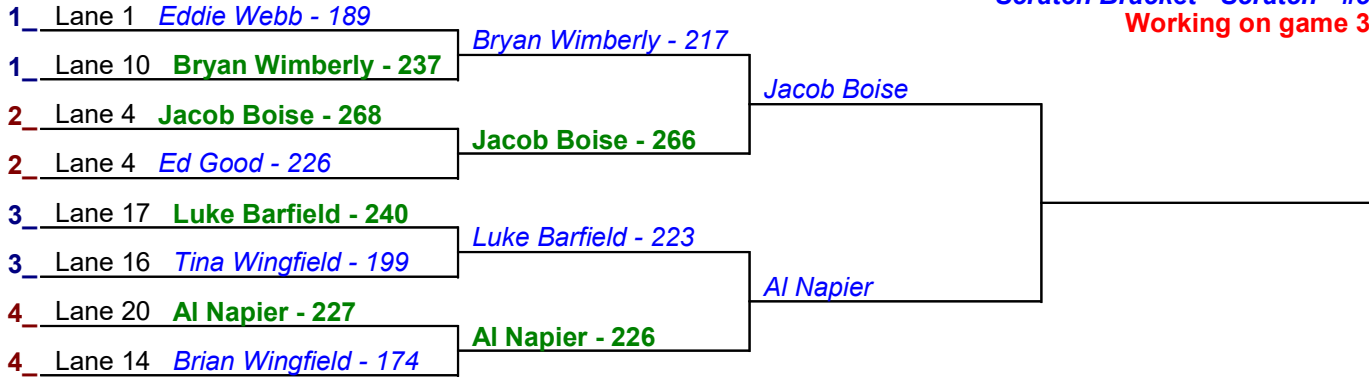 Scratch Bracket - Scratch
Working on game 3
1_ Lane 1 Eddie Webb - 189
1_ Lane 10 Bryan Wimberly - 237
2_ Lane 4 Jacob Boise - 268
2_ Lane 4 Ed Good - 226
3_ Lane 17 Luke Barfield - 240
3_ Lane 16 Tina Wingfield - 199
4_ Lane 20 Al Napier - 227
4_ Lane 14 Brian Wingfield - 174
Bryan Wimberly - 217
Jacob Boise - 266
Luke Barfield - 223
Al Napier - 226
Jacob Boise
Al Napier